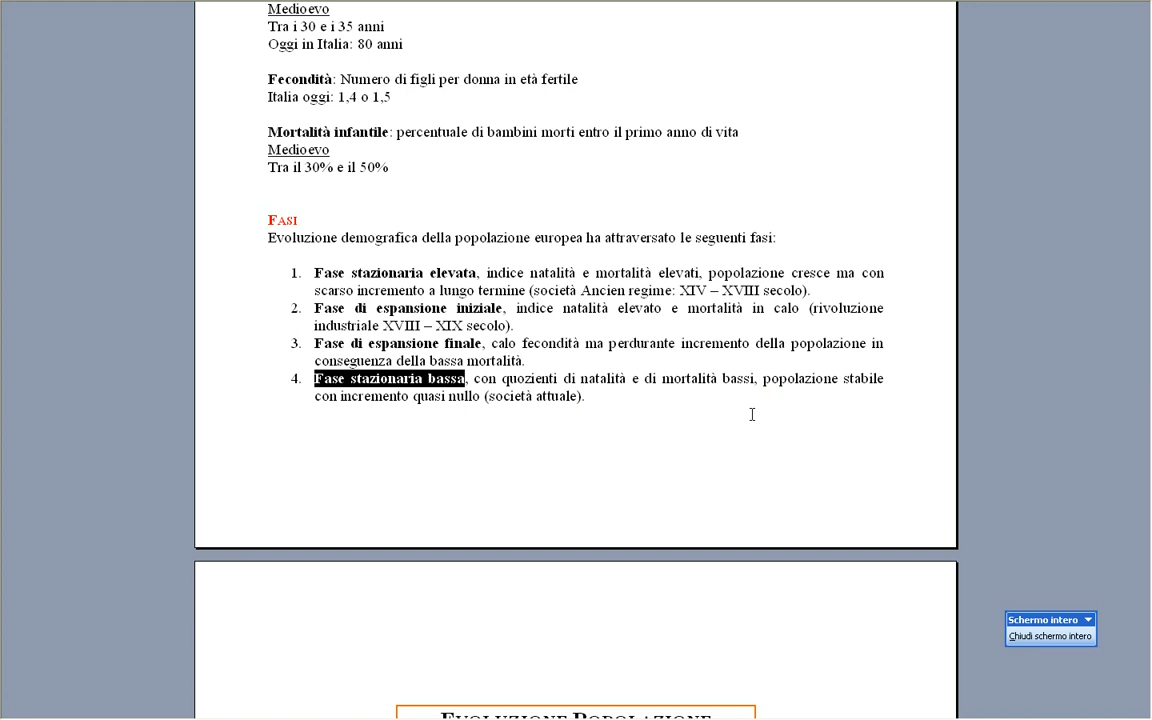 Medioevo
Tra i 30 e i 35 anni
Oggi in Italia: 80 anni
Fecondità: Numero di figli per donna in età fertile
Italia oggi: 1,4 o 1,5
Mortalità infantile: percentuale di bambini morti entro il primo anno di vita
Medioevo
Tra il 30% e il 50%
FASI
Evoluzione demografica della popolazione europea ha attraversato le seguenti fasi:
1. Fase stazionaria elevata, indice natalità e mortalità elevati, popolazione cresce ma con
scarso incremento a lungo termine (società Ancien regime: XIV – XVIII secolo).
2. Fase di espansione iniziale, indice natalità elevato e mortalità in calo (rivoluzione
industriale XVIII – XIX secolo).
3. Fase di espansione finale, calo fecondità ma perdurante incremento della popolazione in
conseguenza della bassa mortalità.
4. Fase stazionaria bassa, con quozienti di natalità e di mortalità bassi, popolazione stabile
con incremento quasi nullo (società attuale).
Schermo intero
Chiudi schermo intero
EVOLUZIONE POPOLAZIONE